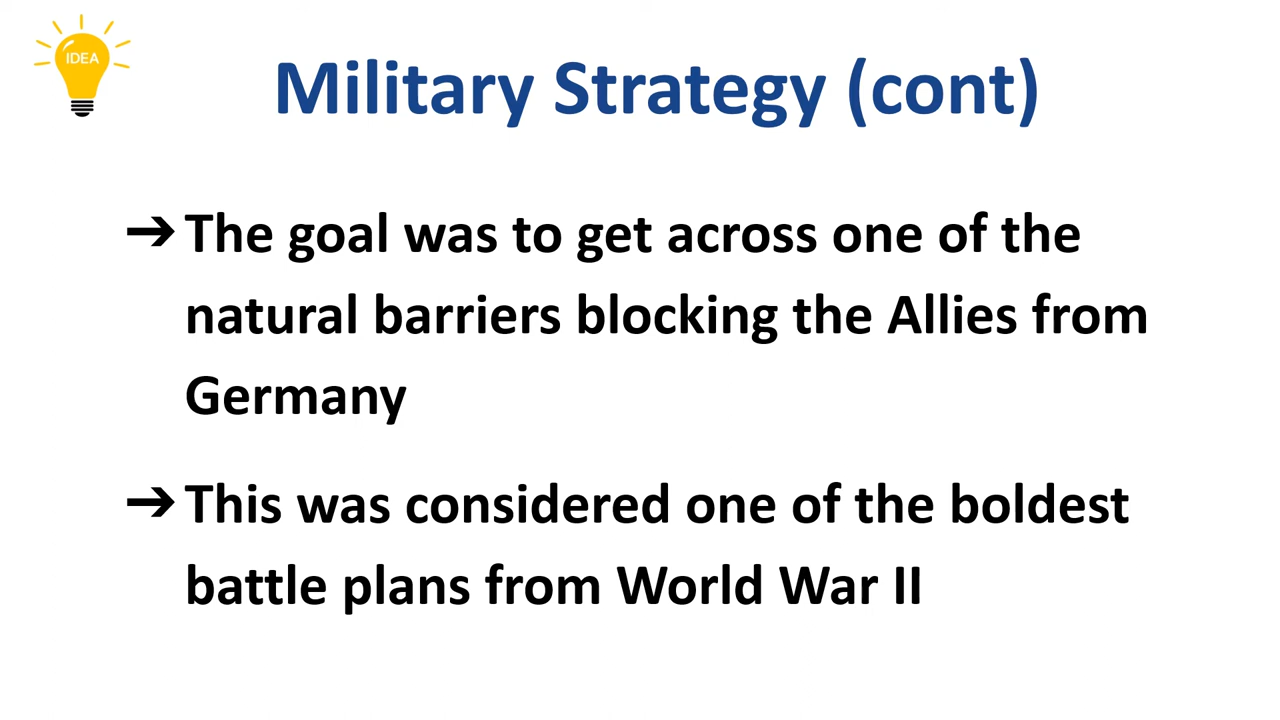 IDEA
Military Strategy (cont)
➔ The goal was to get across one of the
natural barriers blocking the Allies from
Germany
➔ This was considered one of the boldest
battle plans from World War II